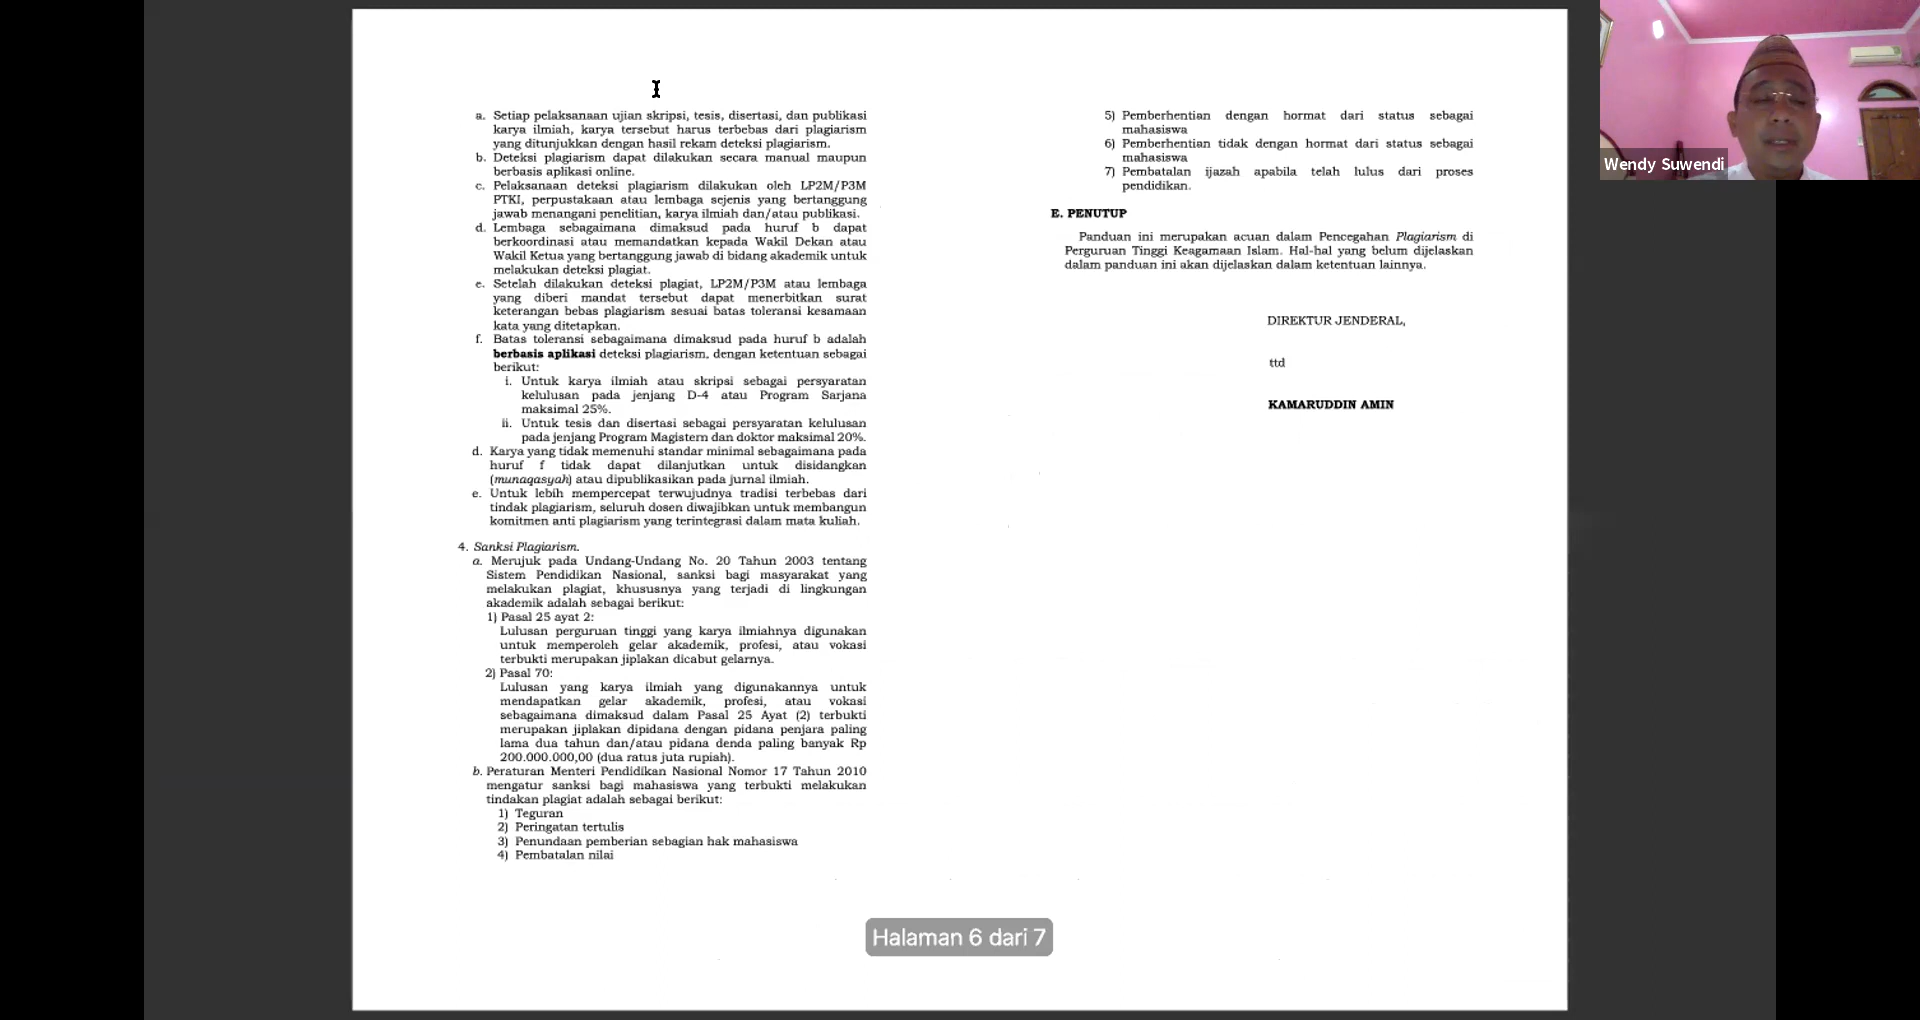 a. Setiap pelaksanaan ujian skripsi, tesis, disertasi, dan publikasi
karya ilmiah, karya tersebut harus terbebas dari plagiarism
yang ditunjukkan dengan hasil rekam deteksi plagiarism.
b. Deteksi plagiarism dapat dilakukan secara manual maupun
berbasis aplikasi online.
c. Pelaksanaan deteksi plagiarism dilakukan oleh LP2M/P3M
PTKI, perpustakaan atau lembaga sejenis yang bertanggung
jawab menangani penelitian, karya ilmiah dan/atau publikasi.
d. Lembaga sebagaimana dimaksud pada huruf b dapat
berkoordinasi atau memandatkan kepada Wakil Dekan atau
Wakil Ketua yang bertanggung jawab di bidang akademik untuk
melakukan deteksi plagiat.
e. Setelah dilakukan deteksi plagiat, LP2M/P3M atau lembaga
yang diberi mandat tersebut dapat menerbitkan surat
keterangan bebas plagiarism sesuai batas toleransi kesamaan
kata yang ditetapkan.
f. Batas toleransi sebagaimana dimaksud pada huruf b adalah
berbasis aplikasi deteksi plagiarism, dengan ketentuan sebagai
berikut:
i. Untuk karya ilmiah atau skripsi sebagai persyaratan
kelulusan pada jenjang D-4 atau Program Sarjana
maksimal 25%.
ii. Untuk tesis dan disertasi sebagai persyaratan kelulusan
pada jenjang Program Magistern dan doktor maksimal 20%.
d. Karya yang tidak memenuhi standar minimal sebagaimana pada
huruf f tidak dapat dilanjutkan untuk disidangkan
(munaqasyah) atau dipublikasikan pada jurnal ilmiah.
e. Untuk lebih mempercepat terwujudnya tradisi terbebas dari
tindak plagiarism, seluruh dosen diwajibkan untuk membangun
komitmen anti plagiarism yang terintegrasi dalam mata kuliah.
4. Sanksi Plagiarism.
a. Merujuk pada Undang-Undang No. 20 Tahun 2003 tentang
Sistem Pendidikan Nasional, sanksi bagi masyarakat yang
melakukan plagiat, khususnya yang terjadi di lingkungan
akademik adalah sebagai berikut:
1) Pasal 25 ayat 2:
Lulusan perguruan tinggi yang karya ilmiahnya digunakan
untuk memperoleh gelar akademik, profesi, atau vokasi
terbukti merupakan jiplakan dicabut gelarnya.
2) Pasal 70:
Lulusan yang karya ilmiah yang digunakannya untuk
mendapatkan gelar akademik, profesi, atau vokasi
sebagaimana dimaksud dalam Pasal 25 Ayat (2) terbukti
merupakan jiplakan dipidana dengan pidana penjara paling
lama dua tahun dan/atau pidana denda paling banyak Rp
200.000.000,00 (dua ratus juta rupiah).
b. Peraturan Menteri Pendidikan Nasional Nomor 17 Tahun 2010
mengatur sanksi bagi mahasiswa yang terbukti melakukan
tindakan plagiat adalah sebagai berikut:
1) Teguran
2) Peringatan tertulis
3) Penundaan pemberian sebagian hak mahasiswa
4) Pembatalan nilai
5) Pemberhentian dengan hormat dari status sebagai
mahasiswa
6) Pemberhentian tidak dengan hormat dari status sebagai
mahasiswa
7) Pembatalan ijazah apabila telah lulus dari proses
pendidikan.
E. PENUTUP
Panduan ini merupakan acuan dalam Pencegahan Plagiarism di
Perguruan Tinggi Keagamaan Islam. Hal-hal yang belum dijelaskan
dalam panduan ini akan dijelaskan dalam ketentuan lainnya.
DIREKTUR JENDERAL,
ttd
KAMARUDDIN AMIN
Halaman 6 dari 7
Wendy Suwendi